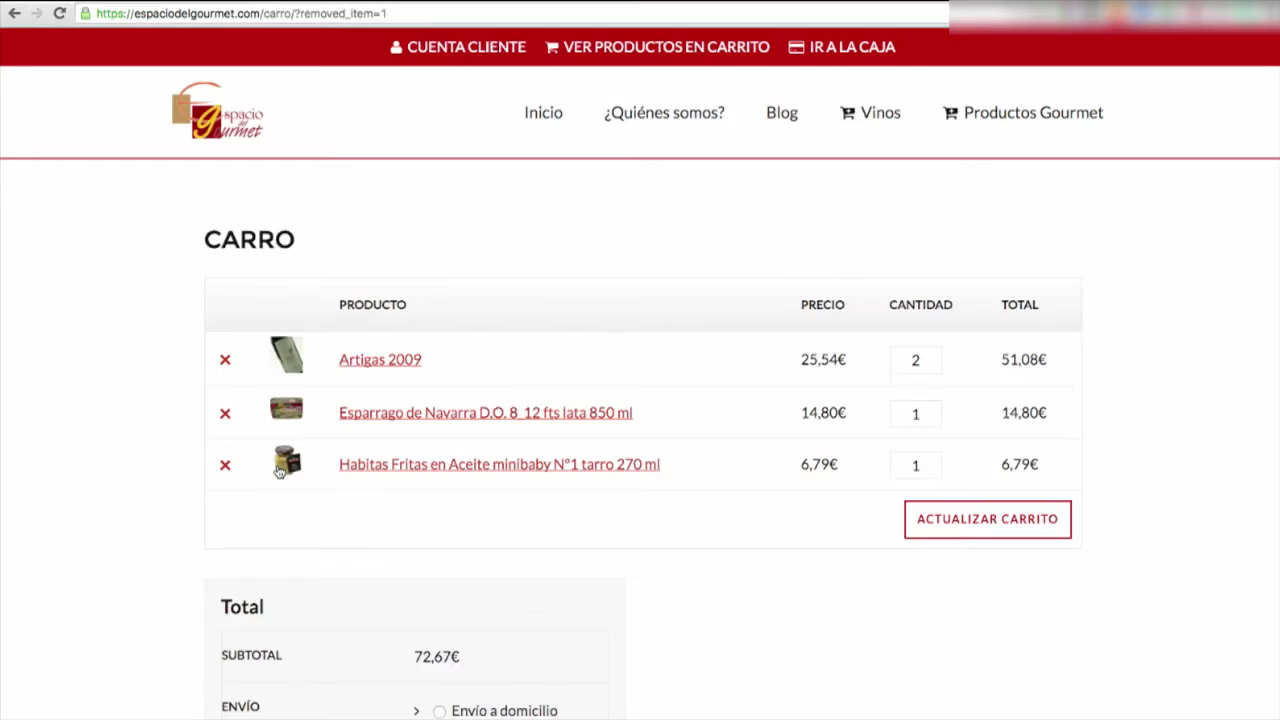 https://espaciodelgourmet.com/carro/?removed_item=1
CUENTA CLIENTE VER PRODUCTOS EN CARRITO IR A LA CAJA
Espacio
del
Gourmet
Inicio ¿Quiénes somos? Blog Vinos Productos Gourmet
CARRO
PRODUCTO PRECIO CANTIDAD TOTAL
× Artigas 2009 25,54€ 2 51,08€
× Esparrago de Navarra D.O. 8_12 fts lata 850 ml 14,80€ 1 14,80€
× Habitas Fritas en Aceite minibaby Nº1 tarro 270 ml 6,79€ 1 6,79€
ACTUALIZAR CARRITO
Total
SUBTOTAL 72,67€
ENVÍO > Envío a domicilio